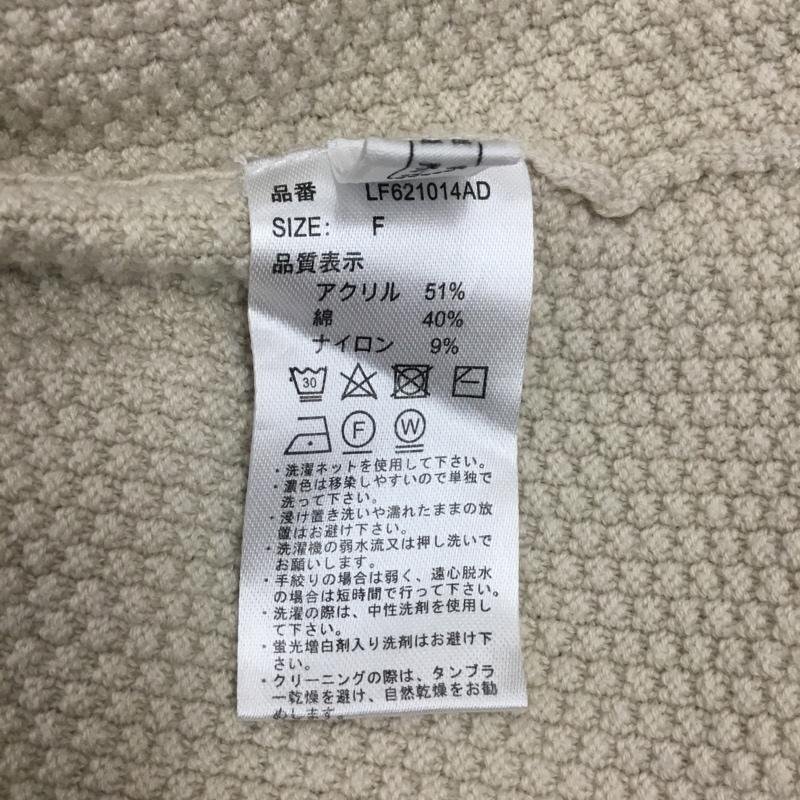 品番 LF621014AD
SIZE: F
品質表示
アクリル 51%
綿 40%
ナイロン 9%
30
F W
・洗濯ネットを使用して下さい。
・濃色は移染しやすいので単独で
洗って下さい。
・浸け置き洗いや濡れたままの放
置はお避け下さい。
・洗濯機の弱水流又は押し洗いで
お願いします。
・手絞りの場合は弱く、遠心脱水
の場合は短時間で行って下さい。
・洗濯の際は、中性洗剤を使用し
て下さい。
・蛍光増白剤入り洗剤はお避け下
さい。
・クリーニングの際は、タンブラ
ー乾燥を避け、自然乾燥をお勧
めします。